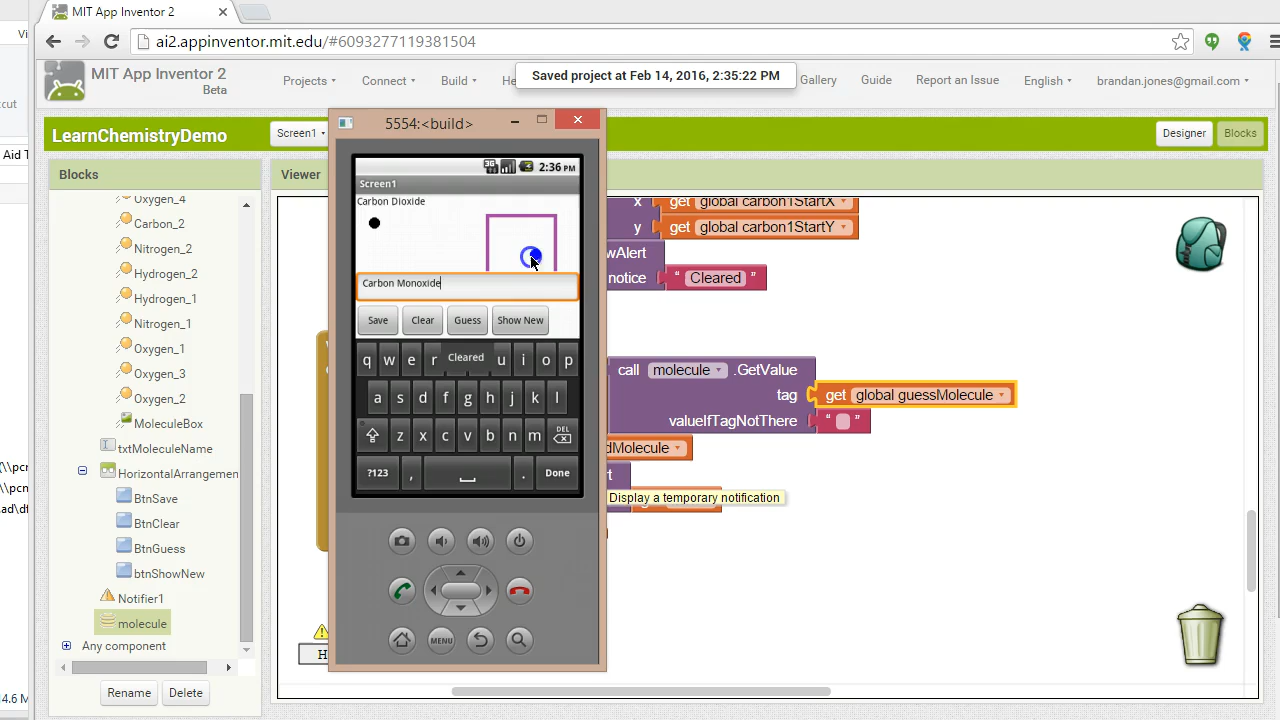 MIT App Inventor 2
ai2.appinventor.mit.edu/#6093277119381504
MIT App Inventor 2
Beta
Projects
Connect
Build
Saved project at Feb 14, 2016, 2:35:22 PM
Gallery
Guide
Report an Issue
English
brandan.jones@gmail.com
LearnChemistryDemo
Screen1
Designer
Blocks
Blocks
Viewer
Oxygen_4
Carbon_2
Nitrogen_2
Hydrogen_2
Hydrogen_1
Nitrogen_1
Oxygen_1
Oxygen_3
Oxygen_2
MoleculeBox
txtMoleculeName
HorizontalArrangemen
BtnSave
BtnClear
BtnGuess
btnShowNew
Notifier1
molecule
Any component
Rename
Delete
5554:<build>
3G
2:36 PM
Screen1
Carbon Dioxide
Carbon Monoxide
Save
Clear
Guess
Show New
q w e r Cleared u i o p
a s d f g h j k l
z x c v b n m DEL
?123 , . Done
MENU
x get global carbon1StartX
y get global carbon1StartY
wAlert
notice " Cleared "
call molecule .GetValue
tag get global guessMolecule
valueIfTagNotThere " "
dMolecule
Display a temporary notification